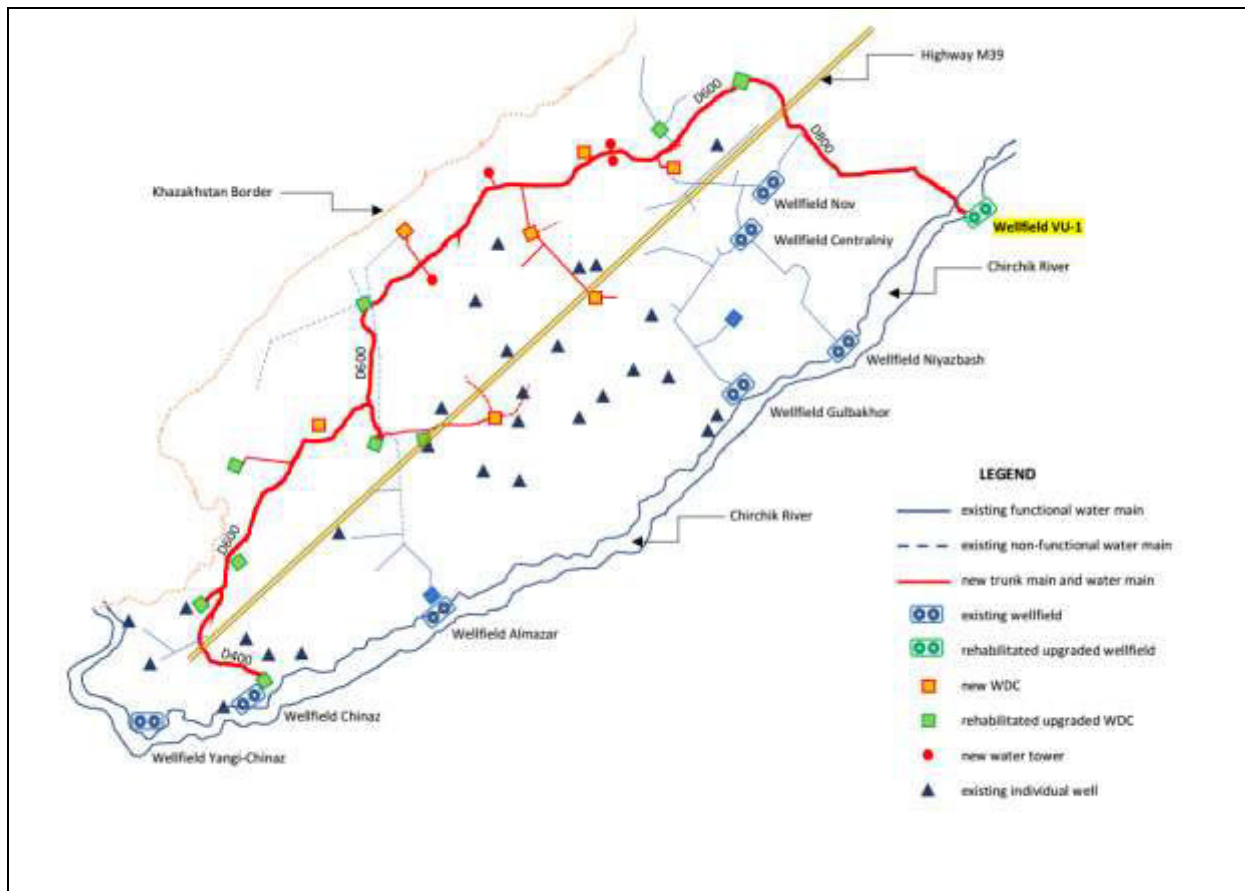 Highway M39
D600
D800
Khazakhstan Border
Wellfield Nov
Wellfield VU-1
Wellfield Centralniy
Chirchik River
D600
Wellfield Niyazbash
Wellfield Gulbakhor
LEGEND
existing functional water main
Chirchik River
D600
existing non-functional water main
new trunk main and water main
existing wellfield
Wellfield Almazar
rehabilitated upgraded wellfield
D400
new WDC
Wellfield Chinaz
rehabilitated upgraded WDC
Wellfield Yangi-Chinaz
new water tower
existing individual well